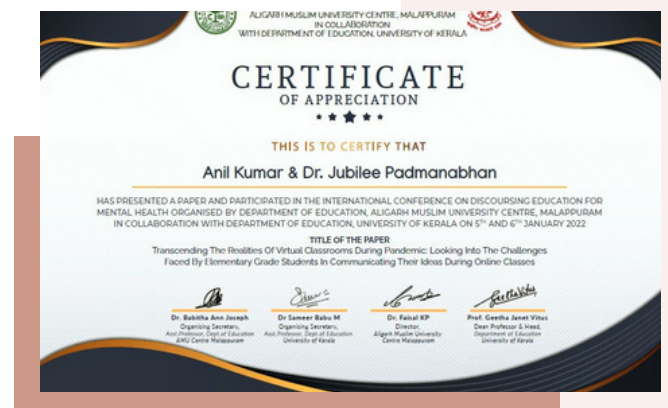 ALIGARH MUSLIM UNIVERSITY CENTRE, MALAPPURAM
IN COLLABORATION
WITH DEPARTMENT OF EDUCATION, UNIVERSITY OF KERALA
CERTIFICATE
OF APPRECIATION
THIS IS TO CERTIFY THAT
Anil Kumar & Dr. Jubilee Padmanabhan
HAS PRESENTED A PAPER AND PARTICIPATED IN THE INTERNATIONAL CONFERENCE ON DISCOURSING EDUCATION FOR
MENTAL HEALTH ORGANISED BY DEPARTMENT OF EDUCATION, ALIGARH MUSLIM UNIVERSITY CENTRE, MALAPPURAM
IN COLLABORATION WITH DEPARTMENT OF EDUCATION, UNIVERSITY OF KERALA ON 5TH AND 6TH JANUARY 2022
TITLE OF THE PAPER
Transcending The Realities Of Virtual Classrooms During Pandemic: Looking Into The Challenges
Faced By Elementary Grade Students In Communicating Their Ideas During Online Classes
Dr. Babitha Ann Joseph
Organising Secretary,
Asst.Professor, Dept.of Education
AMU Centre Malappuram
Dr Sameer Babu M
Organising Secretary,
Asst.Professor, Dept.of Education
University of Kerala
Dr. Faisal KP
Director,
Aligarh Muslim University
Centre Malappuram
Geetha Vitus
Prof. Geetha Janet Vitus
Dean Professor & Head,
Department of Education
University of Kerala